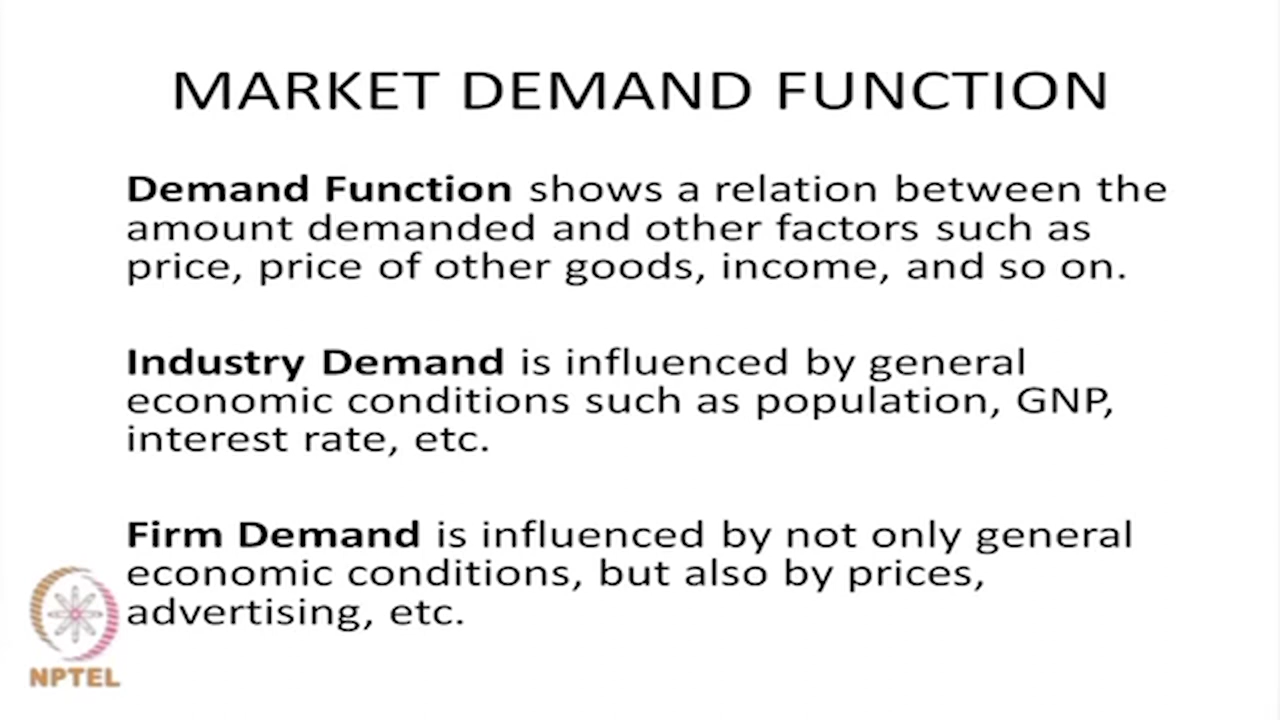 MARKET DEMAND FUNCTION
Demand Function shows a relation between the
amount demanded and other factors such as
price, price of other goods, income, and so on.
Industry Demand is influenced by general
economic conditions such as population, GNP,
interest rate, etc.
Firm Demand is influenced by not only general
economic conditions, but also by prices,
advertising, etc.
NPTEL